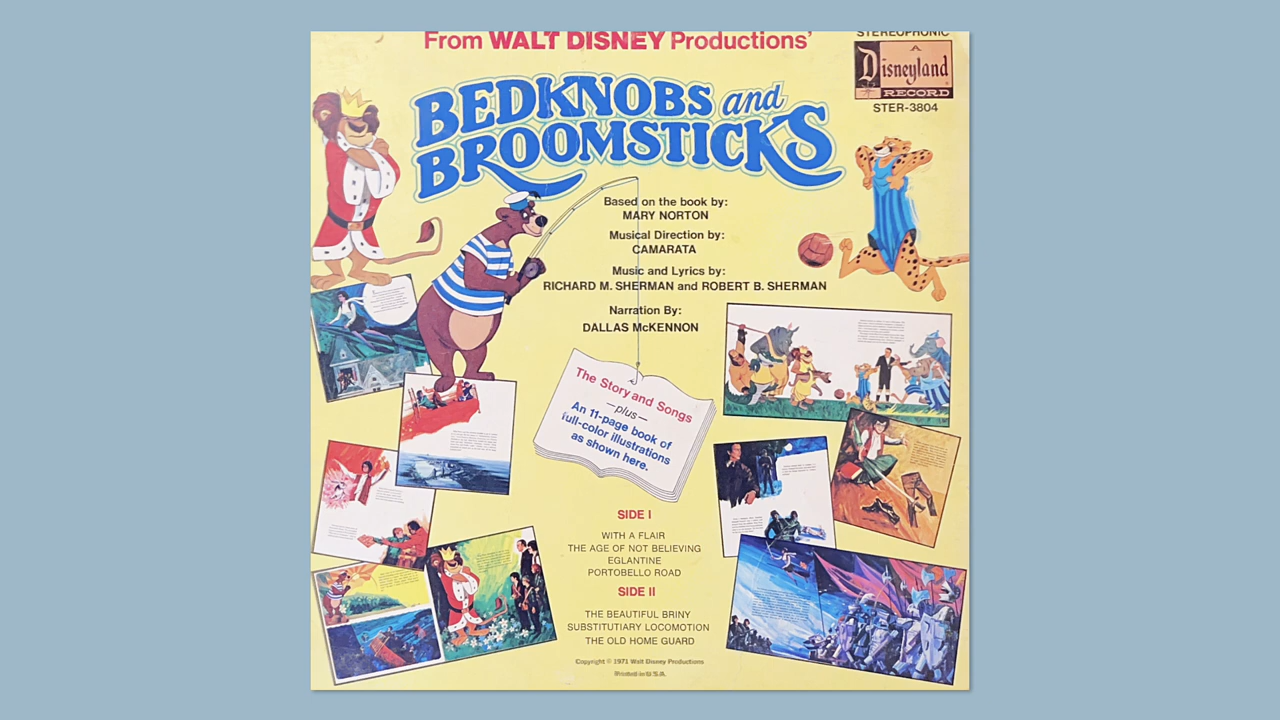 From WALT DISNEY Productions'
STEREOPHONIC
A
Disneyland
RECORD
STER-3804
BEDKNOBS and
BROOMSTICKS
Based on the book by:
MARY NORTON
Musical Direction by:
CAMARATA
Music and Lyrics by:
RICHARD M. SHERMAN and ROBERT B. SHERMAN
Narration By:
DALLAS McKENNON
The Story and Songs
—plus—
An 11-page book of
full-color illustrations
as shown here.
SIDE I
WITH A FLAIR
THE AGE OF NOT BELIEVING
EGLANTINE
PORTOBELLO ROAD
SIDE II
THE BEAUTIFUL BRINY
SUBSTITUTIARY LOCOMOTION
THE OLD HOME GUARD
Copyright © 1971 Walt Disney Productions
Printed in U.S.A.